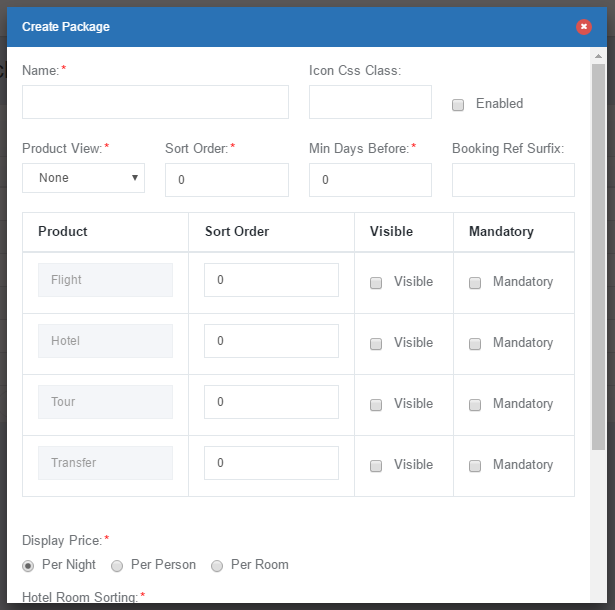 Create Package
Name:* Icon Css Class:
Enabled
Product View:* Sort Order:* Min Days Before:* Booking Ref Surfix:
None 0 0
Product Sort Order Visible Mandatory
Flight 0 Visible Mandatory
Hotel 0 Visible Mandatory
Tour 0 Visible Mandatory
Transfer 0 Visible Mandatory
Display Price:*
Per Night Per Person Per Room
Hotel Room Sorting:*